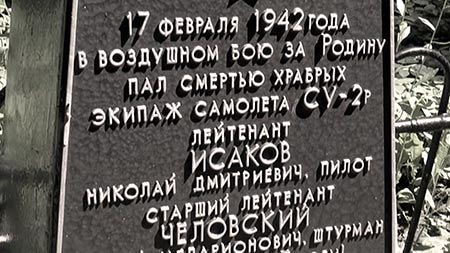 17 ФЕВРАЛЯ 1942 ГОДА
В ВОЗДУШНОМ БОЮ ЗА РОДИНУ
ПАЛ СМЕРТЬЮ ХРАБРЫХ
ЭКИПАЖ САМОЛЕТА СУ-2Р
ЛЕЙТЕНАНТ
ИСАКОВ
НИКОЛАЙ ДМИТРИЕВИЧ, ПИЛОТ
СТАРШИЙ ЛЕЙТЕНАНТ
ЧЕЛОВСКИЙ
ШТУРМАН